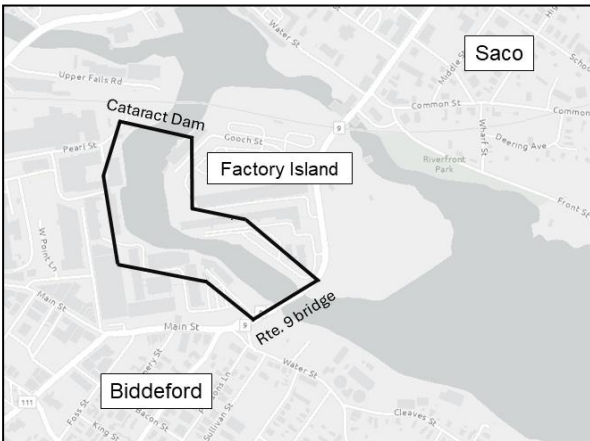 Water St
High
Saco
Middle St
School
Upper Falls Rd
Common St
Common
Cataract Dam
9
Gooch St
Wharf St
Deering Ave
Pearl St
Factory Island
Riverfront
Park
Front St
W Point Ln
Main St
Rte. 9 bridge
Main St
9
Water St
Biddeford
111
Foss St
King St
Bacon St
Sullivan St
Cleaves St